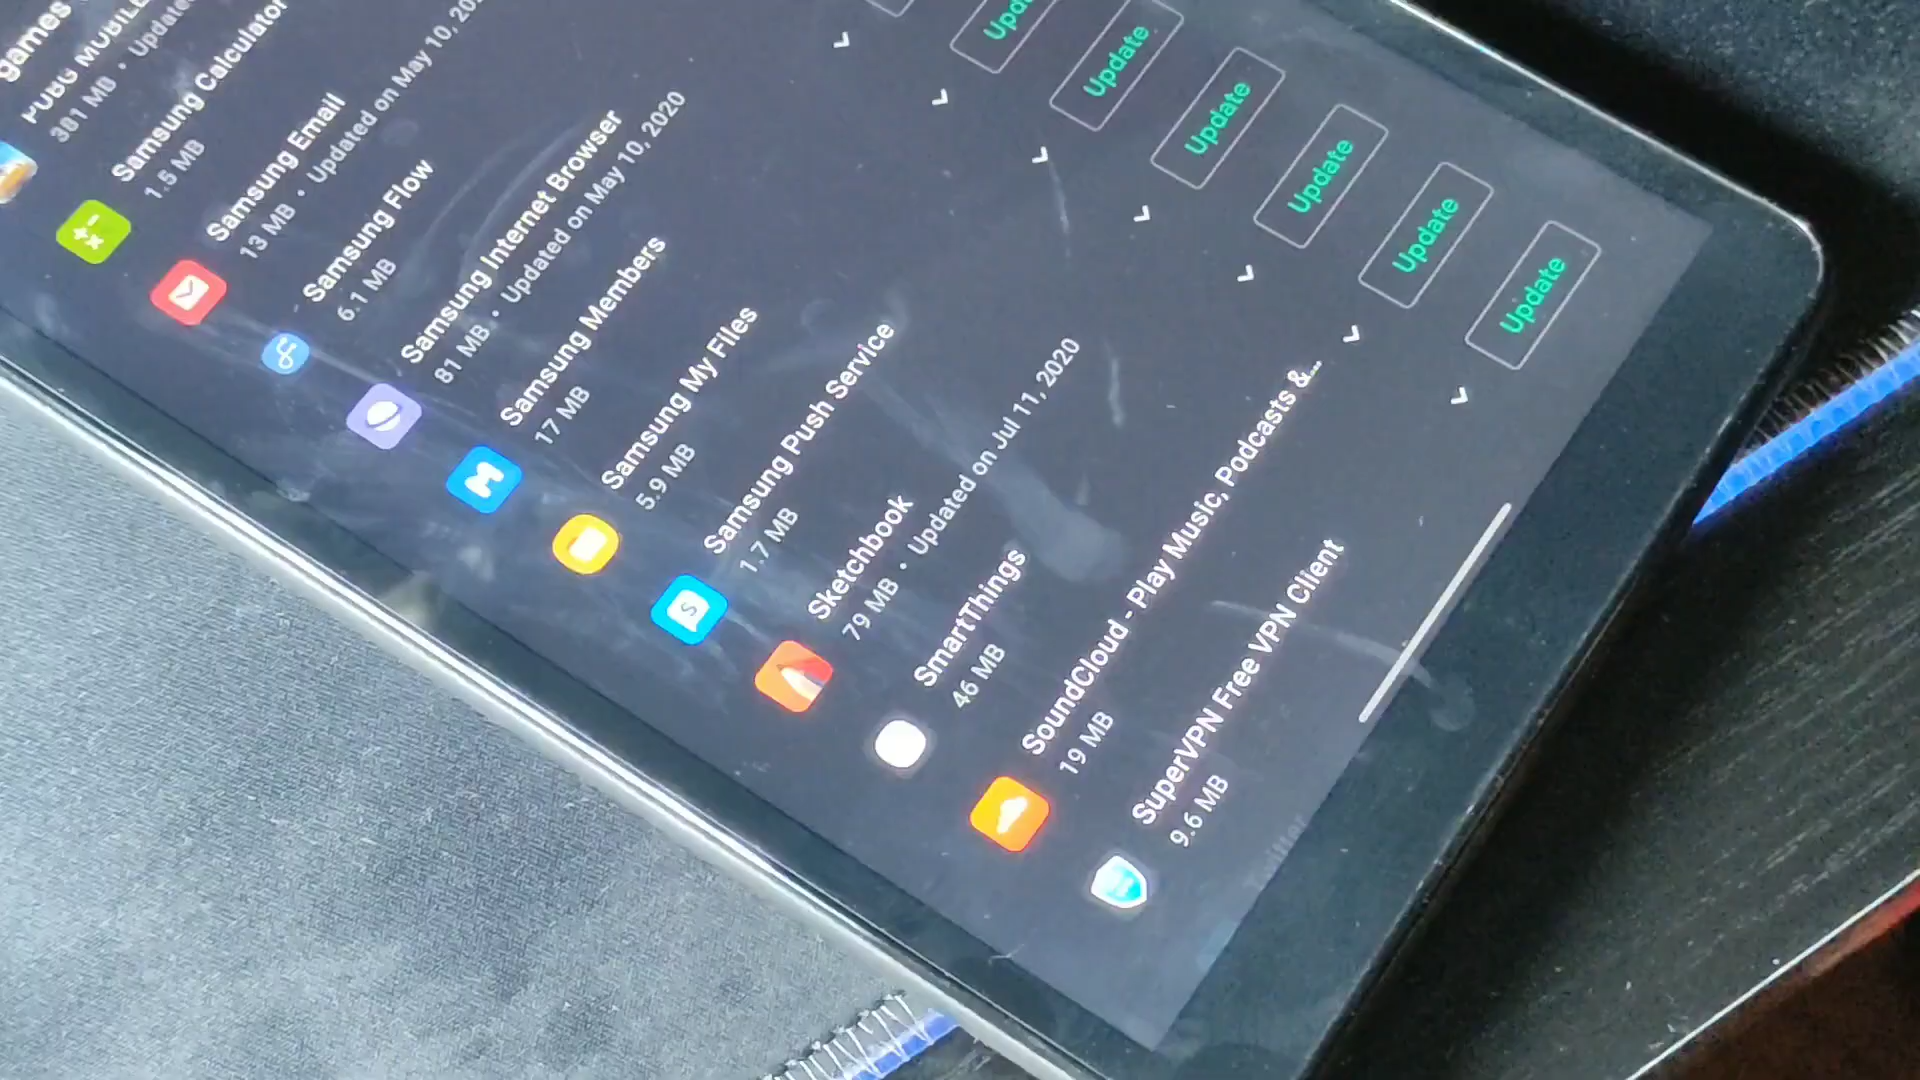 games
PUBG MOBILE
381 MB • Updated
Samsung Calculator
1.5 MB
Samsung Email
13 MB • Updated on May 10, 20
Samsung Flow
6.1 MB
Samsung Internet Browser
81 MB • Updated on May 10, 2020
Samsung Members
17 MB
Samsung My Files
5.9 MB
Samsung Push Service
1.7 MB
Sketchbook
79 MB • Updated on Jul 11, 2020
SmartThings
46 MB
SoundCloud - Play Music, Podcasts &...
19 MB
SuperVPN Free VPN Client
9.6 MB
Upd
Update
Update
Update
Update
Update